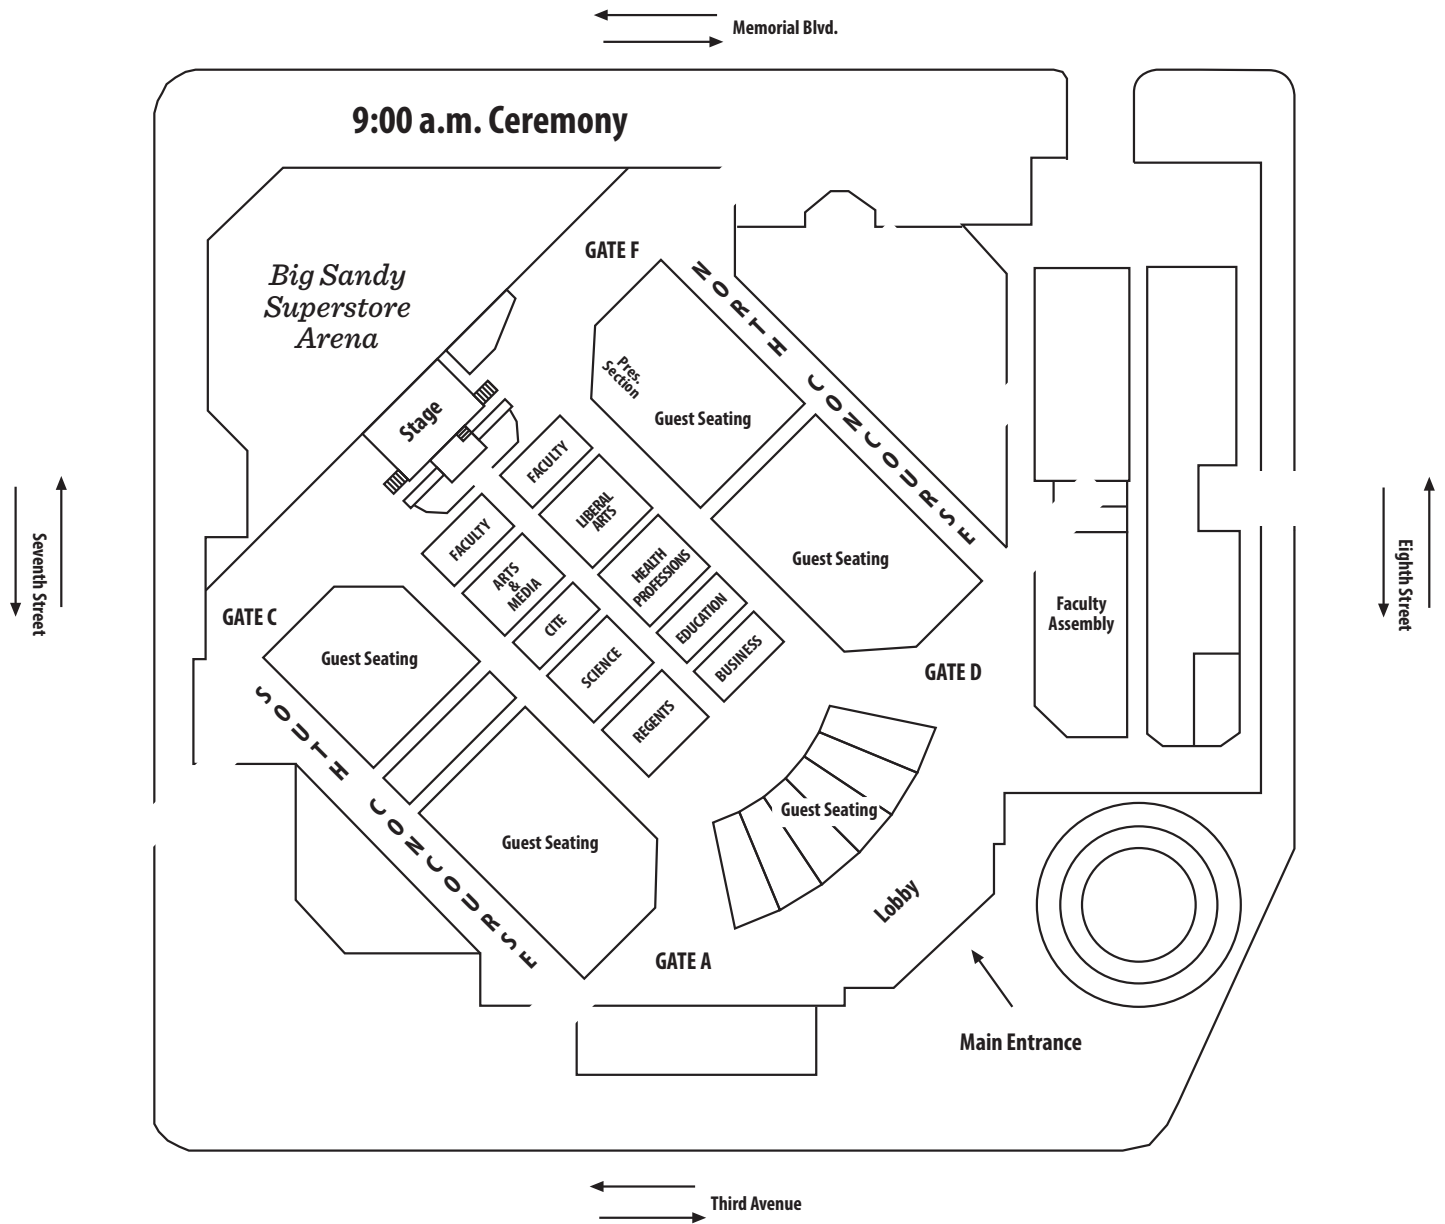 Memorial Blvd.
9:00 a.m. Ceremony
GATE F
Big Sandy
Superstore
Arena
NORTH CONCOURSE
Pres.
Section
Guest Seating
Stage
FACULTY
LIBERAL
ARTS
FACULTY
HEALTH
PROFESSIONS
Guest Seating
ARTS
&
MEDIA
EDUCATION
CITE
BUSINESS
SCIENCE
REGENTS
Seventh Street
Eighth Street
Faculty
Assembly
GATE C
Guest Seating
GATE D
SOUTH CONCOURSE
Guest Seating
Guest Seating
Lobby
GATE A
Main Entrance
Third Avenue